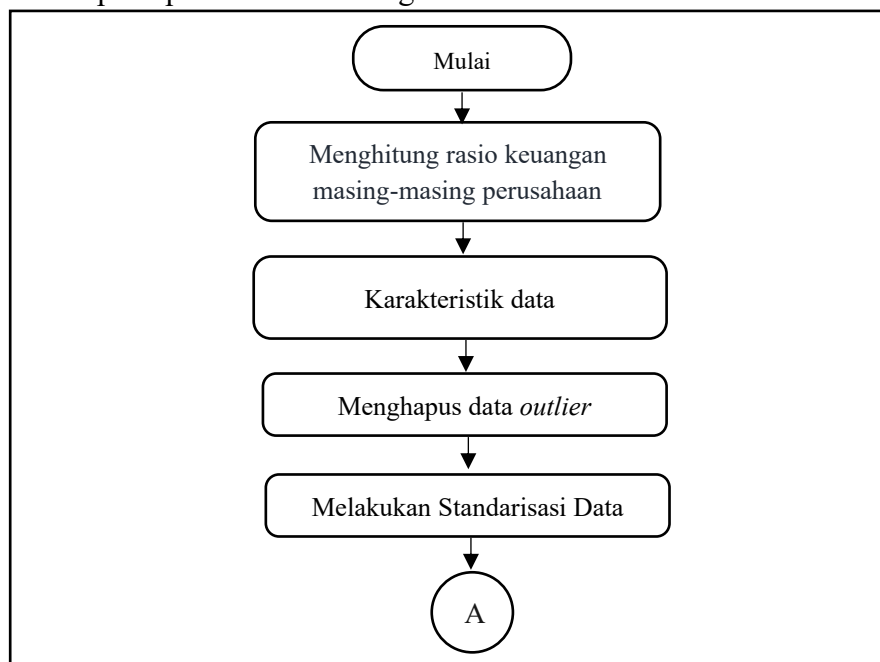 Mulai
Menghitung rasio keuangan
masing-masing perusahaan
Karakteristik data
Menghapus data outlier
Melakukan Standarisasi Data
A